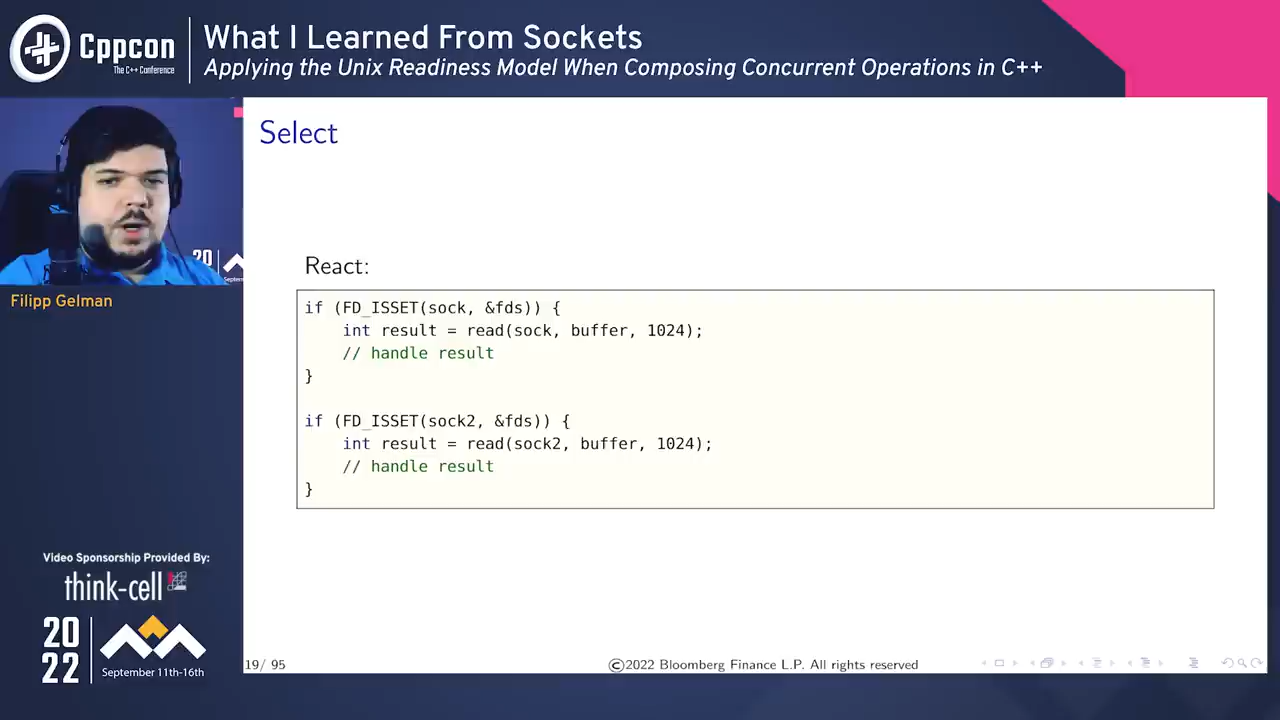 Cppcon
The C++ Conference
What I Learned From Sockets
Applying the Unix Readiness Model When Composing Concurrent Operations in C++
20
Septem
Filipp Gelman
Select
React:
if (FD_ISSET(sock, &fds)) {
    int result = read(sock, buffer, 1024);
    // handle result
}
if (FD_ISSET(sock2, &fds)) {
    int result = read(sock2, buffer, 1024);
    // handle result
}
Video Sponsorship Provided By:
think-cell
20
22
September 11th-16th
19/ 95
©2022 Bloomberg Finance L.P. All rights reserved